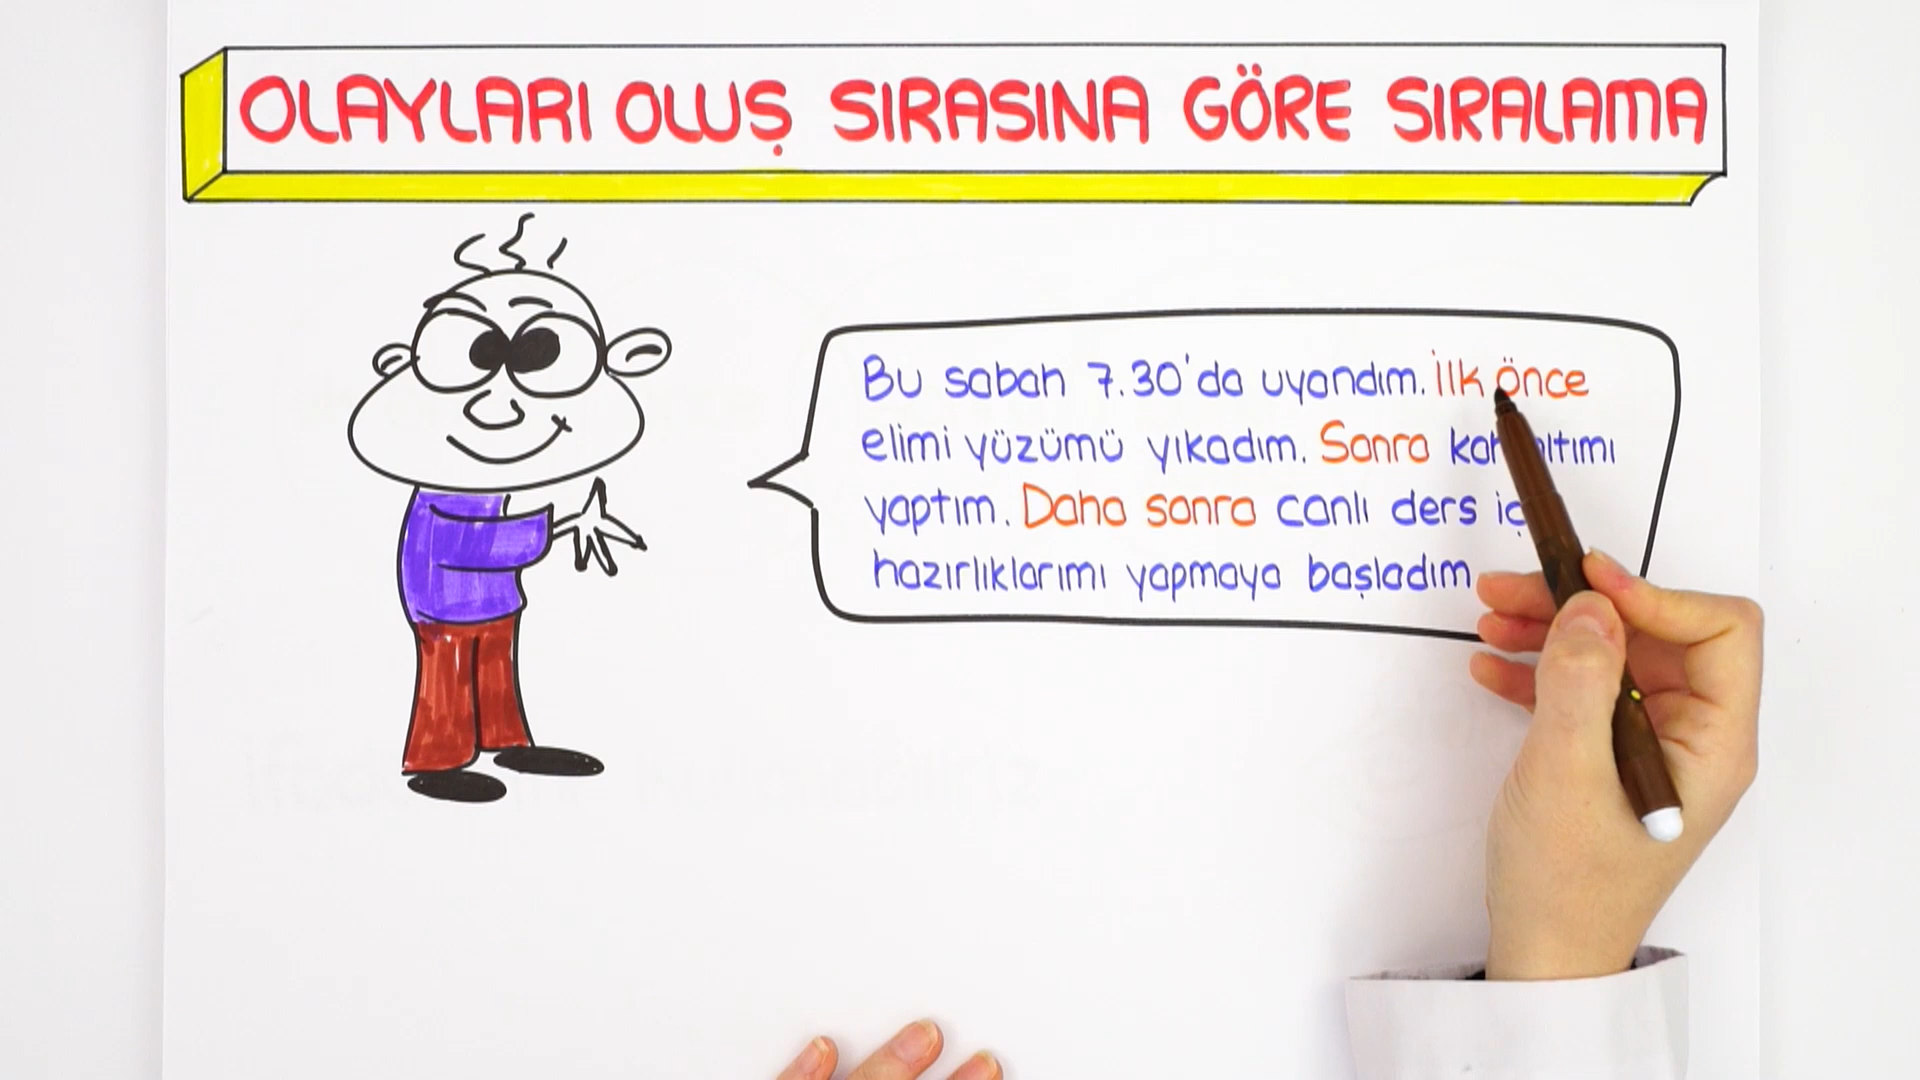 OLAYLARI OLUŞ SIRASINA GÖRE SIRALAMA
Bu sabah 7.30'da uyandım. İlk önce
elimi yüzümü yıkadım. Sonra
yaptım. Daha sonra canlı ders
hazırlıklarımı yapmaya başladım